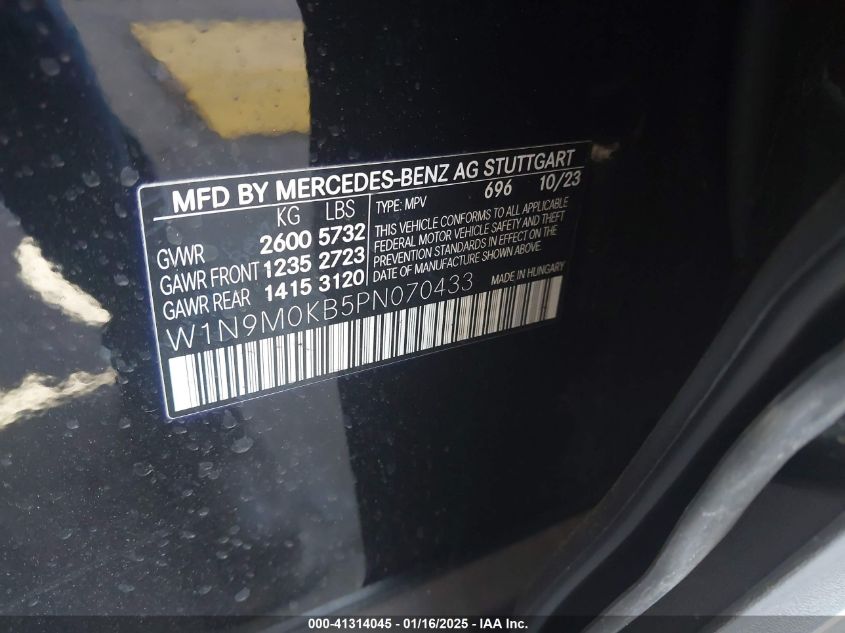 MFD BY MERCEDES-BENZ AG STUTTGART
KG LBS
GVWR 2600 5732
GAWR FRONT 1235 2723
GAWR REAR 1415 3120
696 10/23
TYPE: MPV
THIS VEHICLE CONFORMS TO ALL APPLICABLE
FEDERAL MOTOR VEHICLE SAFETY AND THEFT
PREVENTION STANDARDS IN EFFECT ON THE
DATE OF MANUFACTURE SHOWN ABOVE.
MADE IN HUNGARY
W1N9M0KB5PN070433
000-41314045 - 01/16/2025 - IAA Inc.